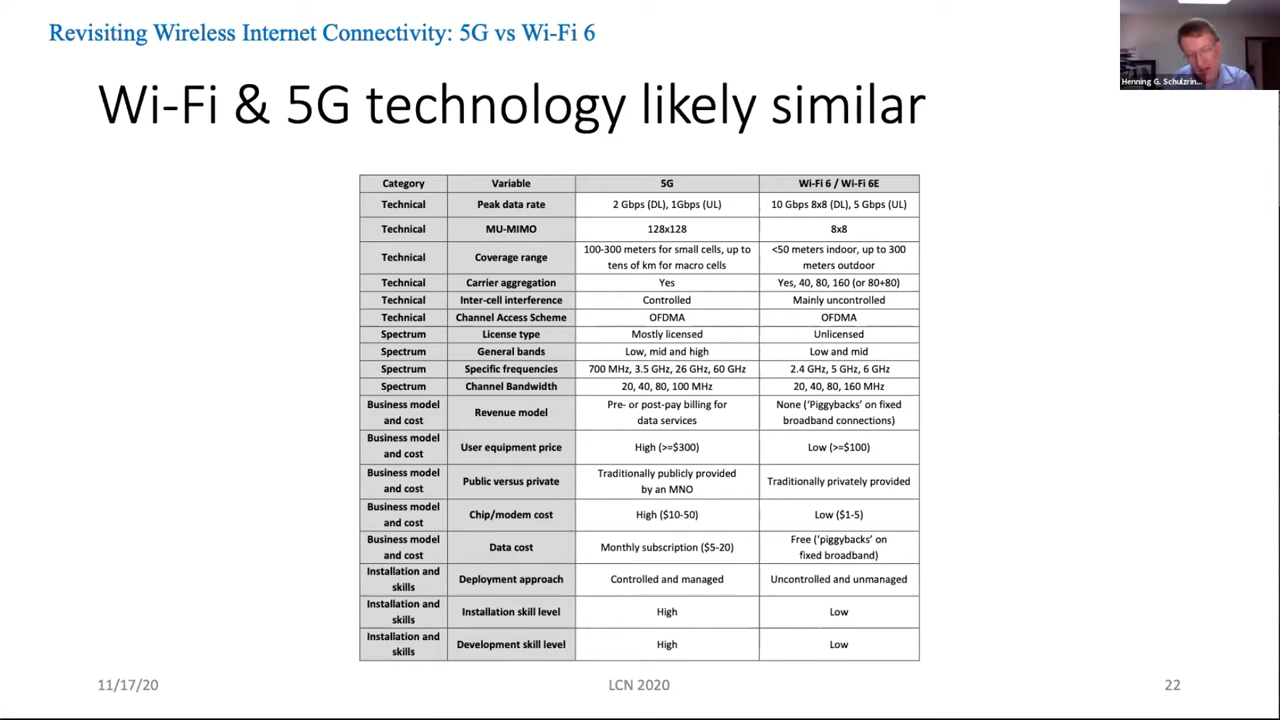 Revisiting Wireless Internet Connectivity: 5G vs Wi-Fi 6
Henning G. Schulzrin...
Wi-Fi & 5G technology likely similar
Category Variable 5G Wi-Fi 6 / Wi-Fi 6E
Technical Peak data rate 2 Gbps (DL), 1Gbps (UL) 10 Gbps 8x8 (DL), 5 Gbps (UL)
Technical MU-MIMO 128x128 8x8
Technical Coverage range 100-300 meters for small cells, up to tens of km for macro cells <50 meters indoor, up to 300 meters outdoor
Technical Carrier aggregation Yes Yes, 40, 80, 160 (or 80+80)
Technical Inter-cell interference Controlled Mainly uncontrolled
Technical Channel Access Scheme OFDMA OFDMA
Spectrum License type Mostly licensed Unlicensed
Spectrum General bands Low, mid and high Low and mid
Spectrum Specific frequencies 700 MHz, 3.5 GHz, 26 GHz, 60 GHz 2.4 GHz, 5 GHz, 6 GHz
Spectrum Channel Bandwidth 20, 40, 80, 100 MHz 20, 40, 80, 160 MHz
Business model and cost Revenue model Pre- or post-pay billing for data services None ('Piggybacks' on fixed broadband connections)
Business model and cost User equipment price High (>=$300) Low (>=$100)
Business model and cost Public versus private Traditionally publicly provided by an MNO Traditionally privately provided
Business model and cost Chip/modem cost High ($10-50) Low ($1-5)
Business model and cost Data cost Monthly subscription ($5-20) Free ('piggybacks' on fixed broadband)
Installation and skills Deployment approach Controlled and managed Uncontrolled and unmanaged
Installation and skills Installation skill level High Low
Installation and skills Development skill level High Low
11/17/20 LCN 2020 22